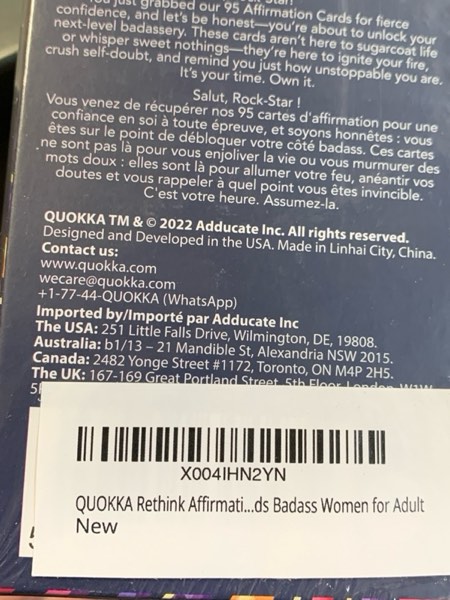 just grabbed our 95 Affirmation Cards for fierce
confidence, and let's be honest—you're about to unlock your
next-level badassery. These cards aren't here to sugarcoat life
or whisper sweet nothings—they're here to ignite your fire,
crush self-doubt, and remind you just how unstoppable you are.
It's your time. Own it.
Salut, Rock-Star !
Vous venez de récupérer nos 95 cartes d'affirmation pour une
confiance en soi à toute épreuve, et soyons honnêtes : vous
êtes sur le point de débloquer votre côté badass. Ces cartes
ne sont pas là pour vous enjoliver la vie ou vous murmurer des
mots doux : elles sont là pour allumer votre feu, anéantir vos
doutes et vous rappeler à quel point vous êtes invincible.
C'est votre heure. Assumez-la.
QUOKKA TM & © 2022 Adducate Inc. All rights reserved.
Designed and Developed in the USA. Made in Linhai City, China.
Contact us:
www.quokka.com
wecare@quokka.com
+1-77-44-QUOKKA (WhatsApp)
Imported by/Importé par Adducate Inc
The USA: 251 Little Falls Drive, Wilmington, DE, 19808.
Australia: b1/13 – 21 Mandible St, Alexandria NSW 2015.
Canada: 2482 Yonge Street #1172, Toronto, ON M4P 2H5.
The UK: 167-169 Great Portland Street, 5th Floor, London, W1W
X004IHN2YN
QUOKKA Rethink Affirmati...ds Badass Women for Adult
New